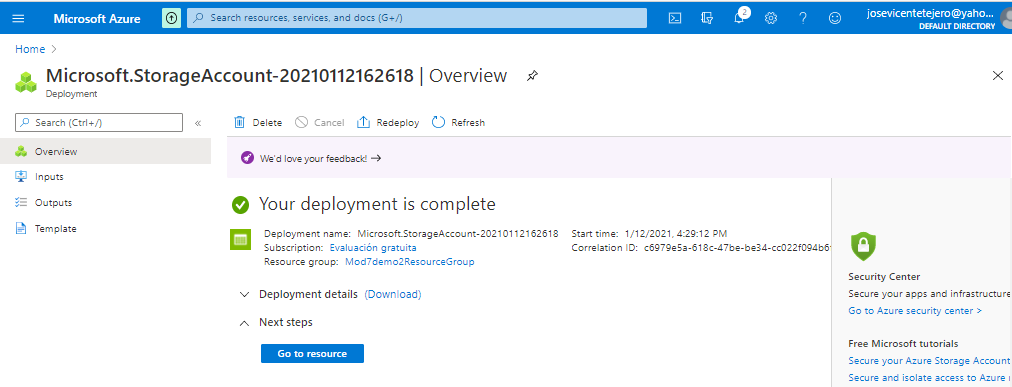 Microsoft Azure
Search resources, services, and docs (G+/)
2
josevicentetejero@yaho...
DEFAULT DIRECTORY
Home
Microsoft.StorageAccount-20210112162618 | Overview
Deployment
Search (Ctrl+/)
Overview
Inputs
Outputs
Template
Delete
Cancel
Redeploy
Refresh
We'd love your feedback!
Your deployment is complete
Deployment name: Microsoft.StorageAccount-20210112162618
Subscription: Evaluación gratuita
Resource group: Mod7demo2ResourceGroup
Start time: 1/12/2021, 4:29:12 PM
Correlation ID: c6979e5a-618c-47be-be34-cc022f094b6
Deployment details (Download)
Next steps
Go to resource
Security Center
Secure your apps and infrastructure
Go to Azure security center >
Free Microsoft tutorials
Secure your Azure Storage Account
Secure and isolate access to Azure